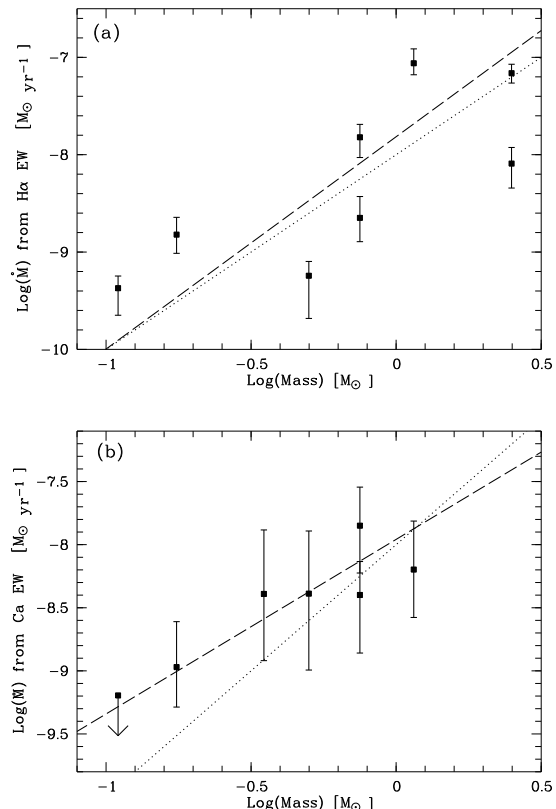 (a)
Log(Ṁ) from Hα EW [M⊙ yr⁻¹]
-7
-8
-9
-10
-1 -0.5 0 0.5
Log(Mass) [M⊙ ]
(b)
Log(Ṁ) from Ca EW [M⊙ yr⁻¹]
-7.5
-8
-8.5
-9
-9.5
-1 -0.5 0 0.5
Log(Mass) [M⊙ ]